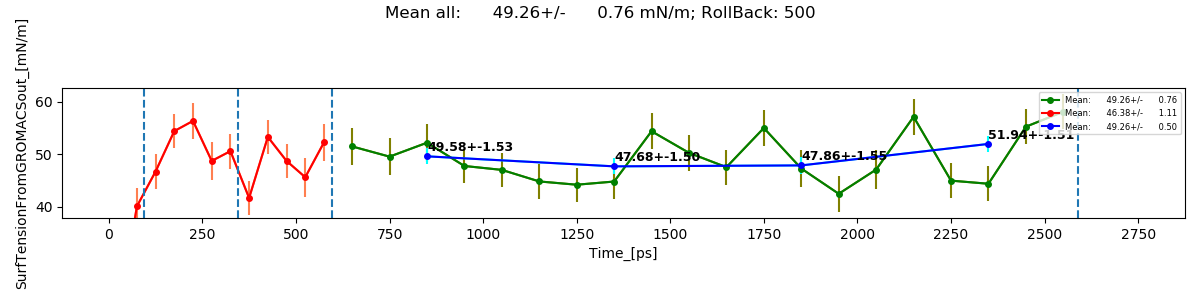 Mean all:      49.26+/-      0.76 mN/m; RollBack: 500
SurfTensionFromGROMACSout_[mN/m]
60
50
40
Mean:      49.26+/-      0.76
Mean:      46.38+/-      1.11
Mean:      49.26+/-      0.50
49.58+-1.53
47.68+-1.50
47.86+-1.55
51.94+-1.51
0 250 500 750 1000 1250 1500 1750 2000 2250 2500 2750
Time_[ps]